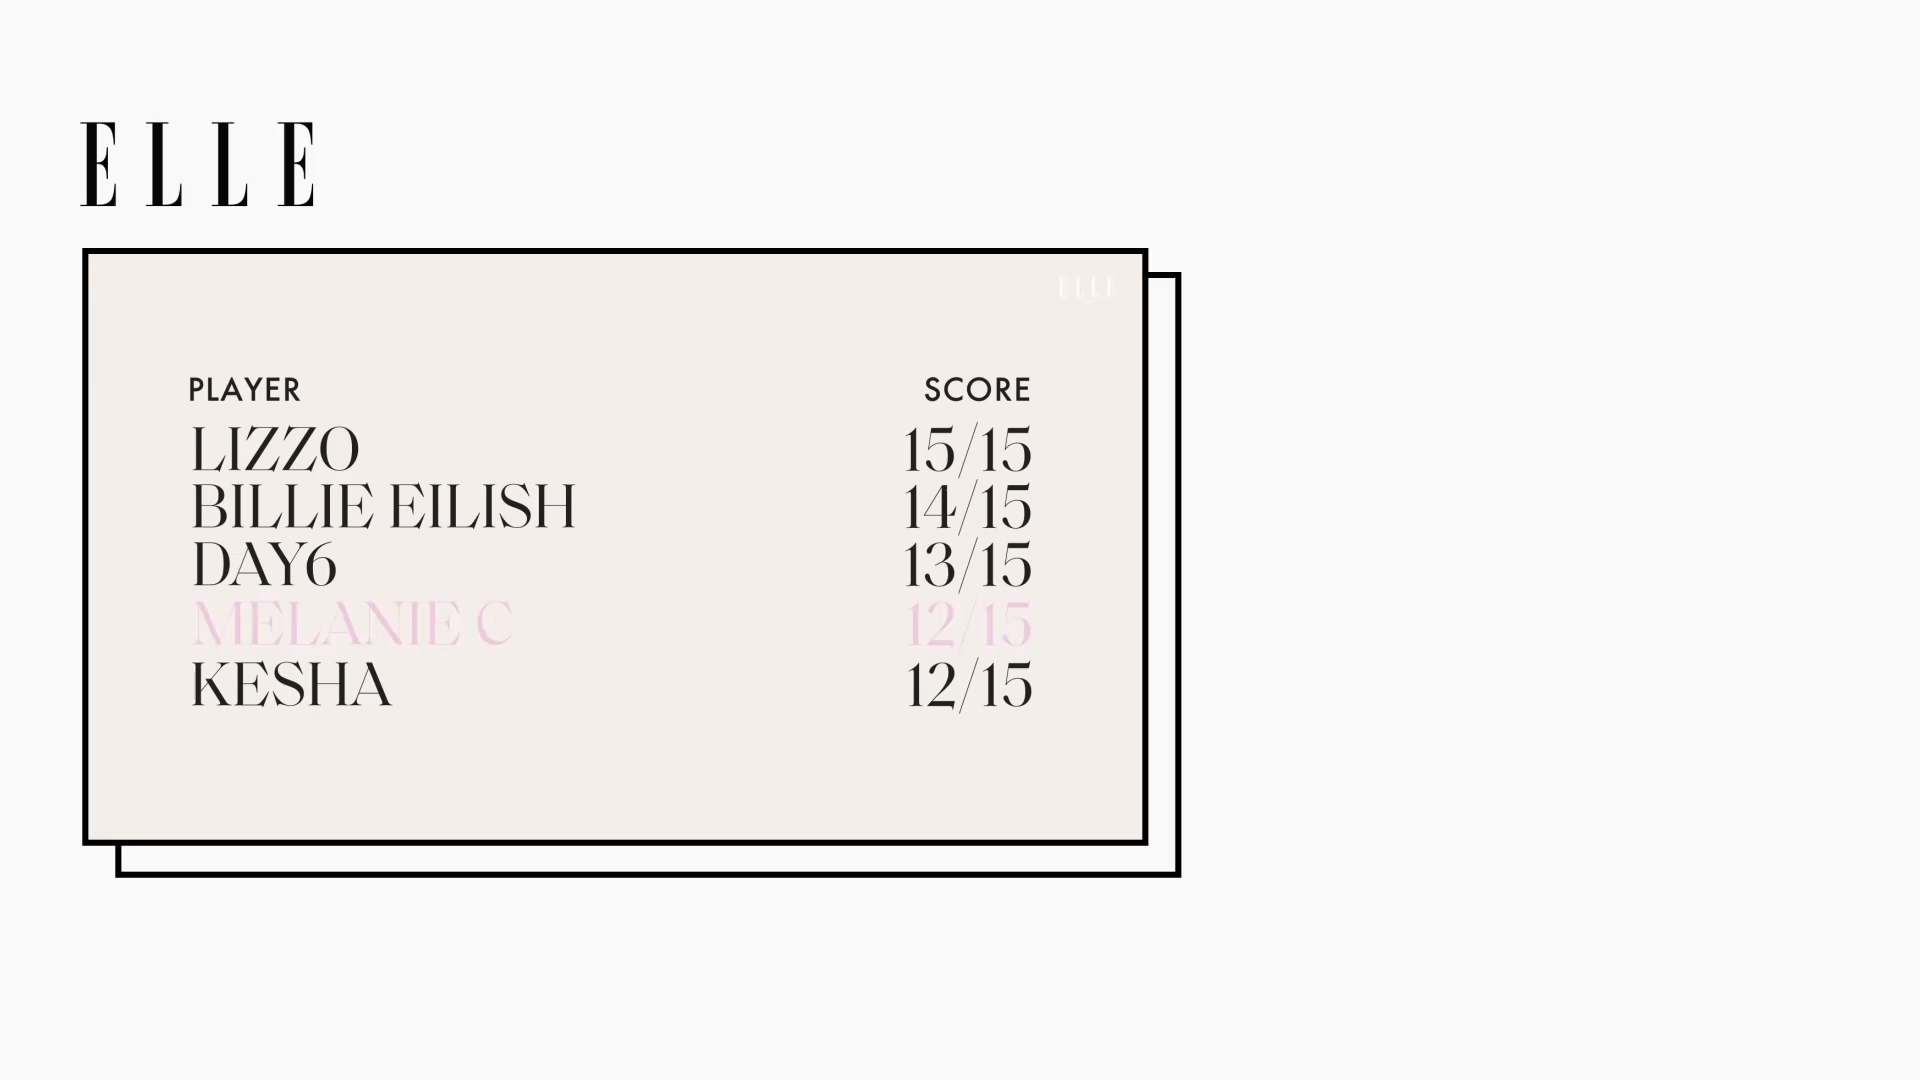 ELLE
ELLE
PLAYER SCORE
LIZZO 15/15
BILLIE EILISH 14/15
DAY6 13/15
MELANIE C 12/15
KESHA 12/15